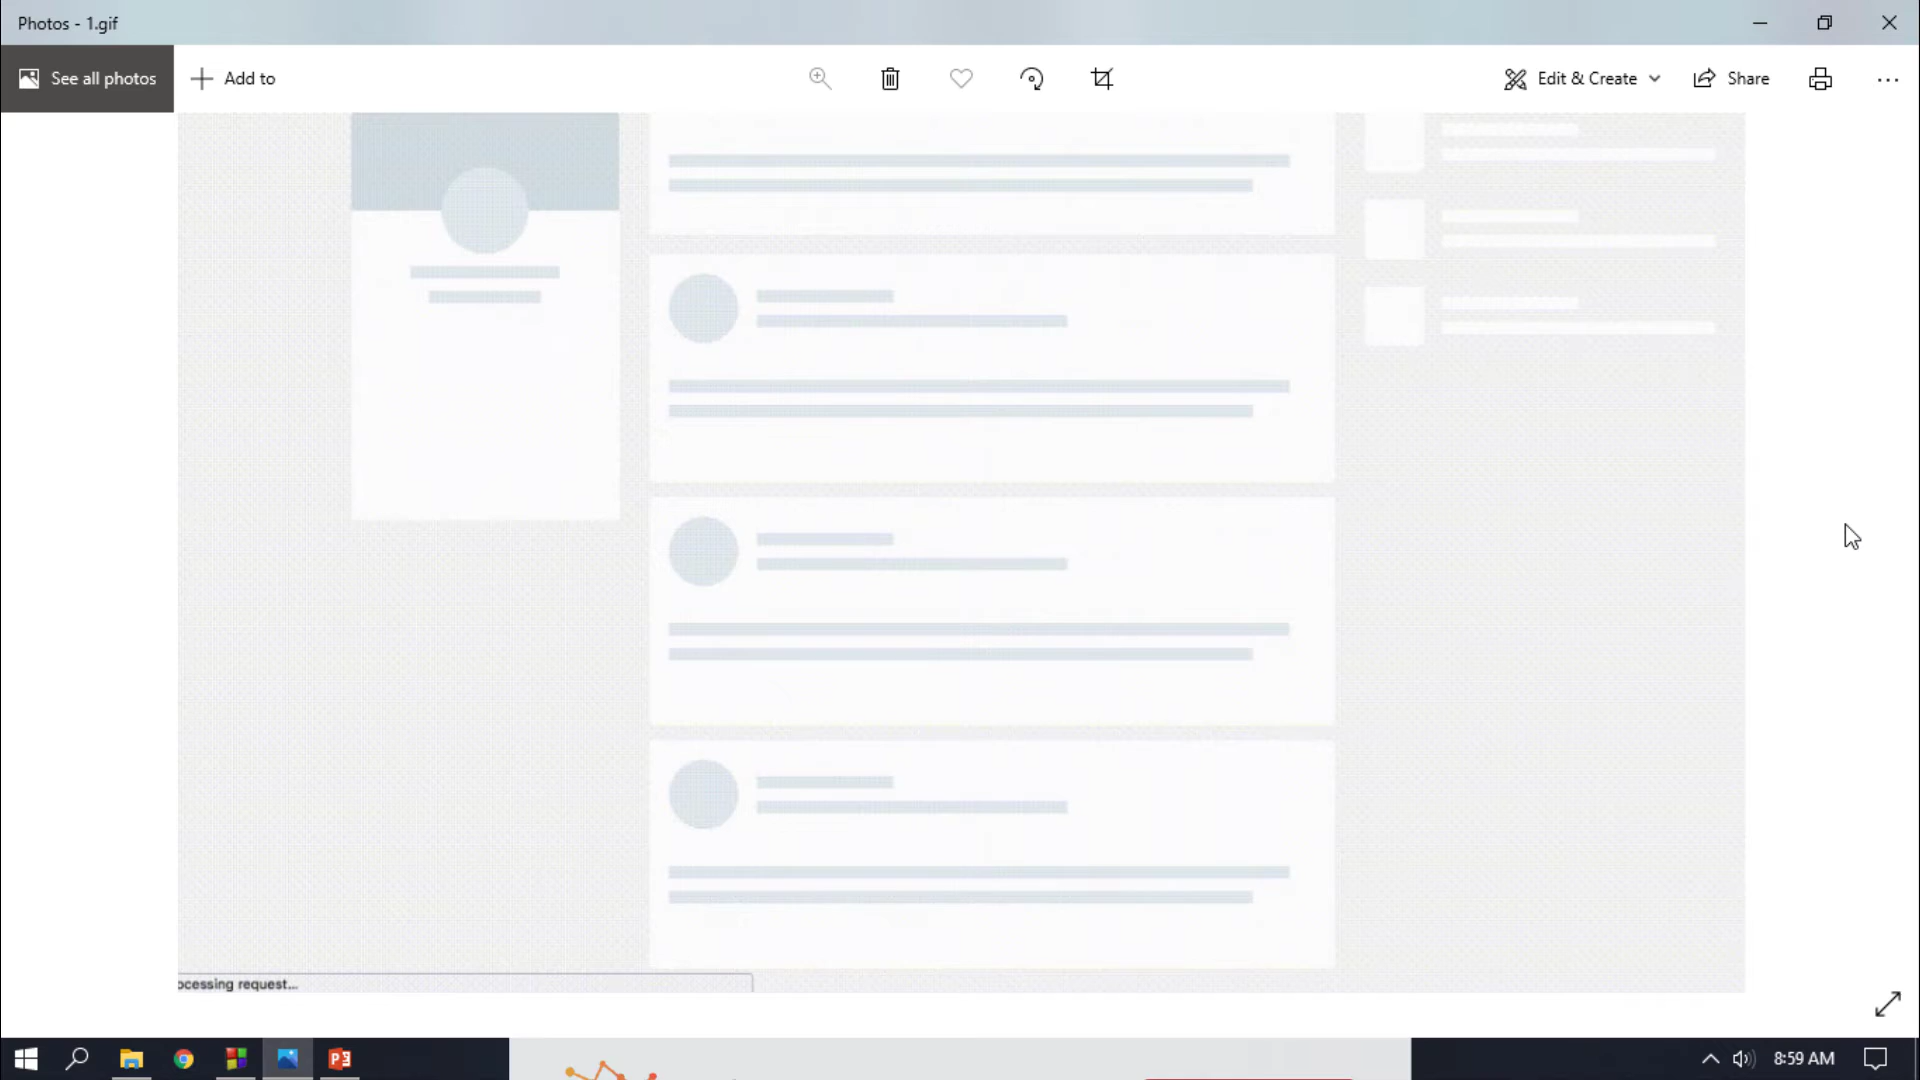 Photos - 1.gif
See all photos
Add to
Edit & Create
Share
ocessing request...
8:59 AM